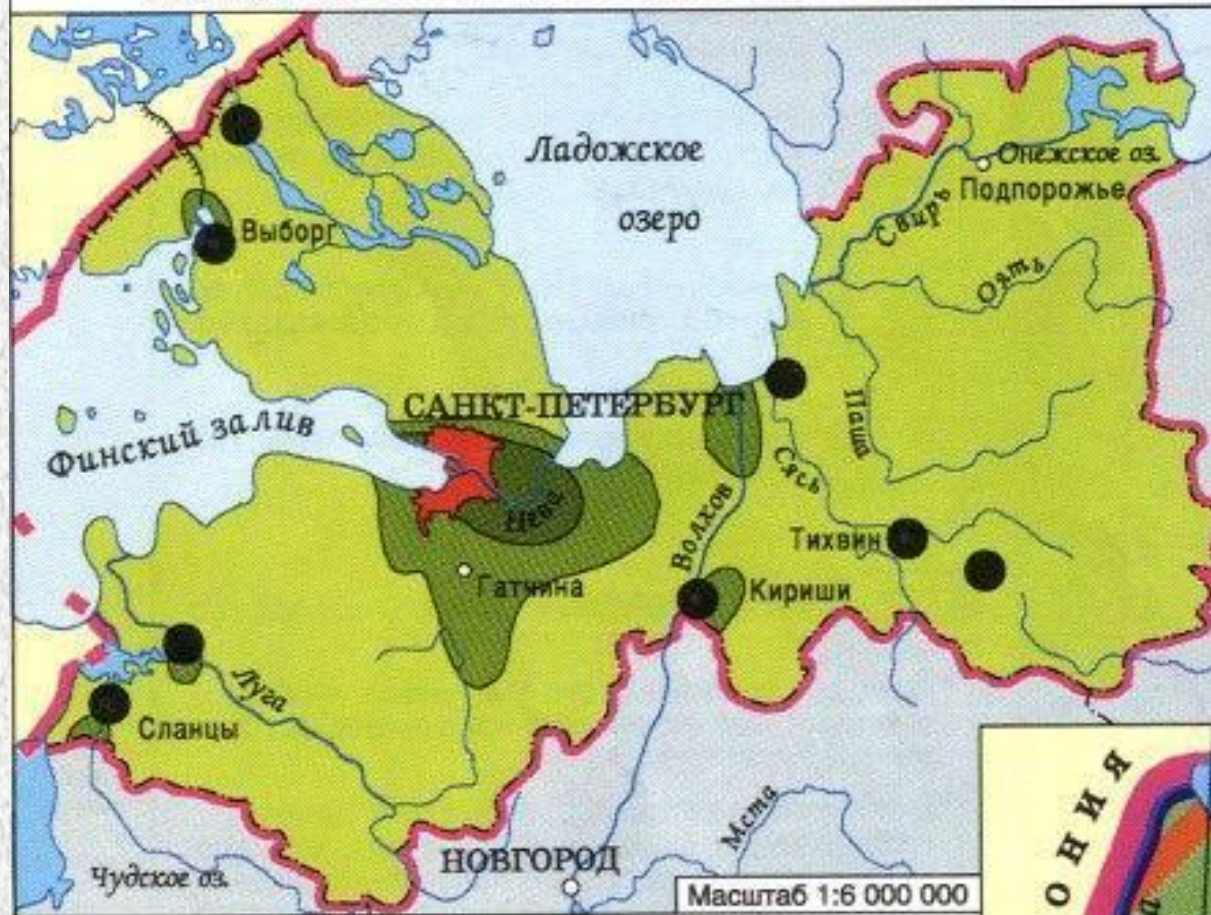 Ладожское
озеро
Онежское оз.
Подпорожье
Свирь
Выборг
Оять
САНКТ-ПЕТЕРБУРГ
Паша
Финский залив
Сясь
Нева
Волхов
Тихвин
Гатчина
Кириши
Луга
Сланцы
ОНИЯ
Мста
НОВГОРОД
Чудское оз.
Масштаб 1:6 000 000